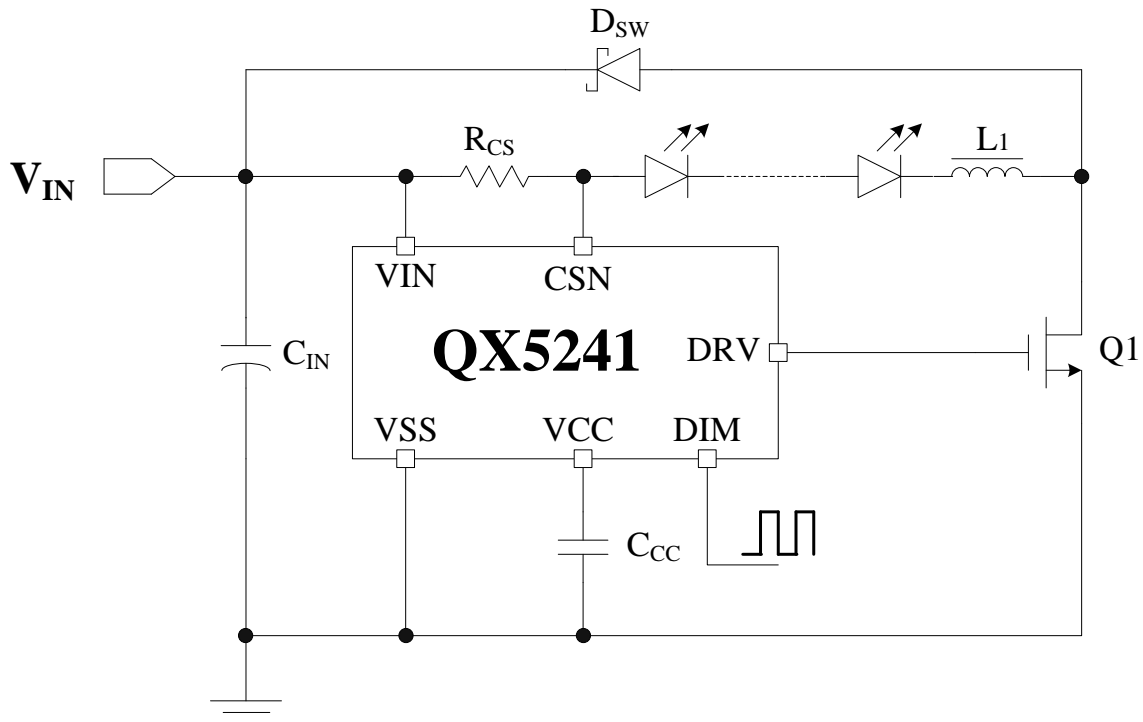 D_SW
R_CS
L1
V_IN
VIN
CSN
QX5241
DRV
Q1
C_IN
VSS
VCC
DIM
C_CC